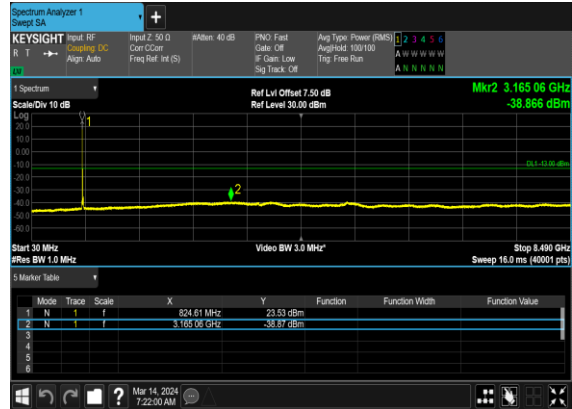 Spectrum Analyzer 1
Swept SA
+
KEYSIGHT Input: RF Input Z: 50 Ω #Atten: 40 dB PNO: Fast Avg Type: Power (RMS) 1 2 3 4 5 6
R T Coupling: DC Corr CCorr Gate: Off Avg|Hold: 100/100 A W W W W W
Align: Auto Freq Ref: Int (S) IF Gain: Low Trig: Free Run
Sig Track: Off A N N N N N
1 Spectrum
Ref Lvl Offset 7.50 dB Mkr2 3.165 06 GHz
Scale/Div 10 dB Ref Level 30.00 dBm -38.866 dBm
Log
20.0
10.0
0.00
-10.0
-20.0
-30.0
-40.0
-50.0
-60.0
1
DL1 -13.00 dBm
2
Start 30 MHz Video BW 3.0 MHz* Stop 8.490 GHz
#Res BW 1.0 MHz Sweep 16.0 ms (40001 pts)
5 Marker Table
Mode Trace Scale X Y Function Function Width Function Value
1 N 1 f 824.61 MHz 23.53 dBm
2 N 1 f 3.165 06 GHz -38.87 dBm
3
4
5
6
? Mar 14, 2024
7:22:00 AM